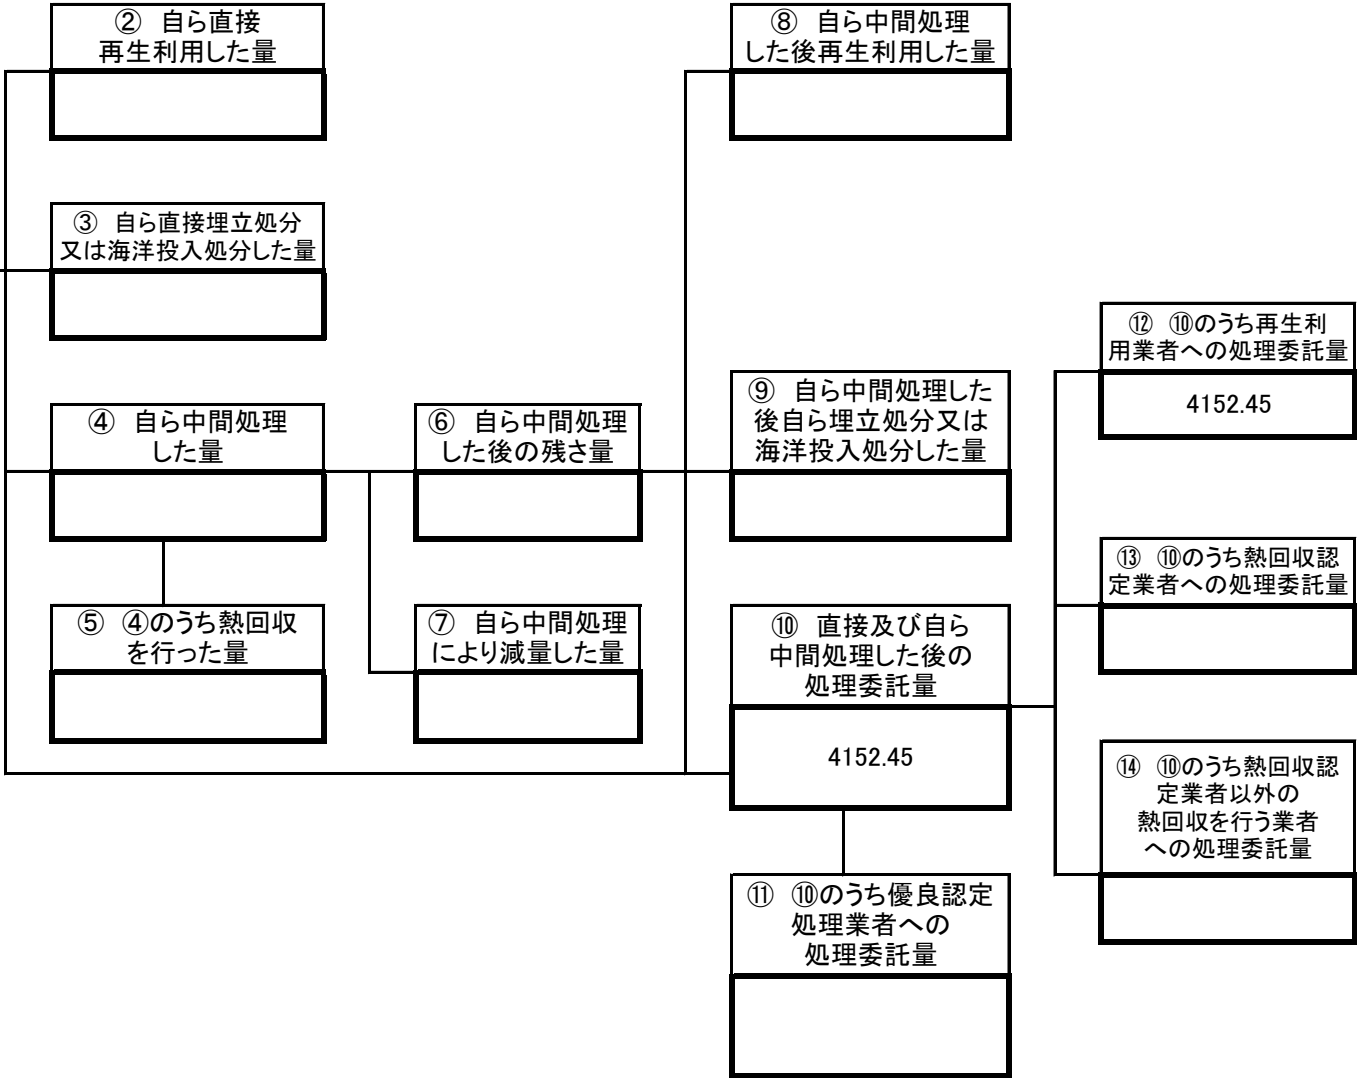 ② 自ら直接
再生利用した量
⑧ 自ら中間処理
した後再生利用した量
③ 自ら直接埋立処分
又は海洋投入処分した量
④ 自ら中間処理
した量
⑥ 自ら中間処理
した後の残さ量
⑨ 自ら中間処理した
後自ら埋立処分又は
海洋投入処分した量
⑫ ⑩のうち再生利
用業者への処理委託量
4152.45
⑤ ④のうち熱回収
を行った量
⑦ 自ら中間処理
により減量した量
⑩ 直接及び自ら
中間処理した後の
処理委託量
4152.45
⑬ ⑩のうち熱回収認
定業者への処理委託量
⑭ ⑩のうち熱回収認
定業者以外の
熱回収を行う業者
への処理委託量
⑪ ⑩のうち優良認定
処理業者への
処理委託量